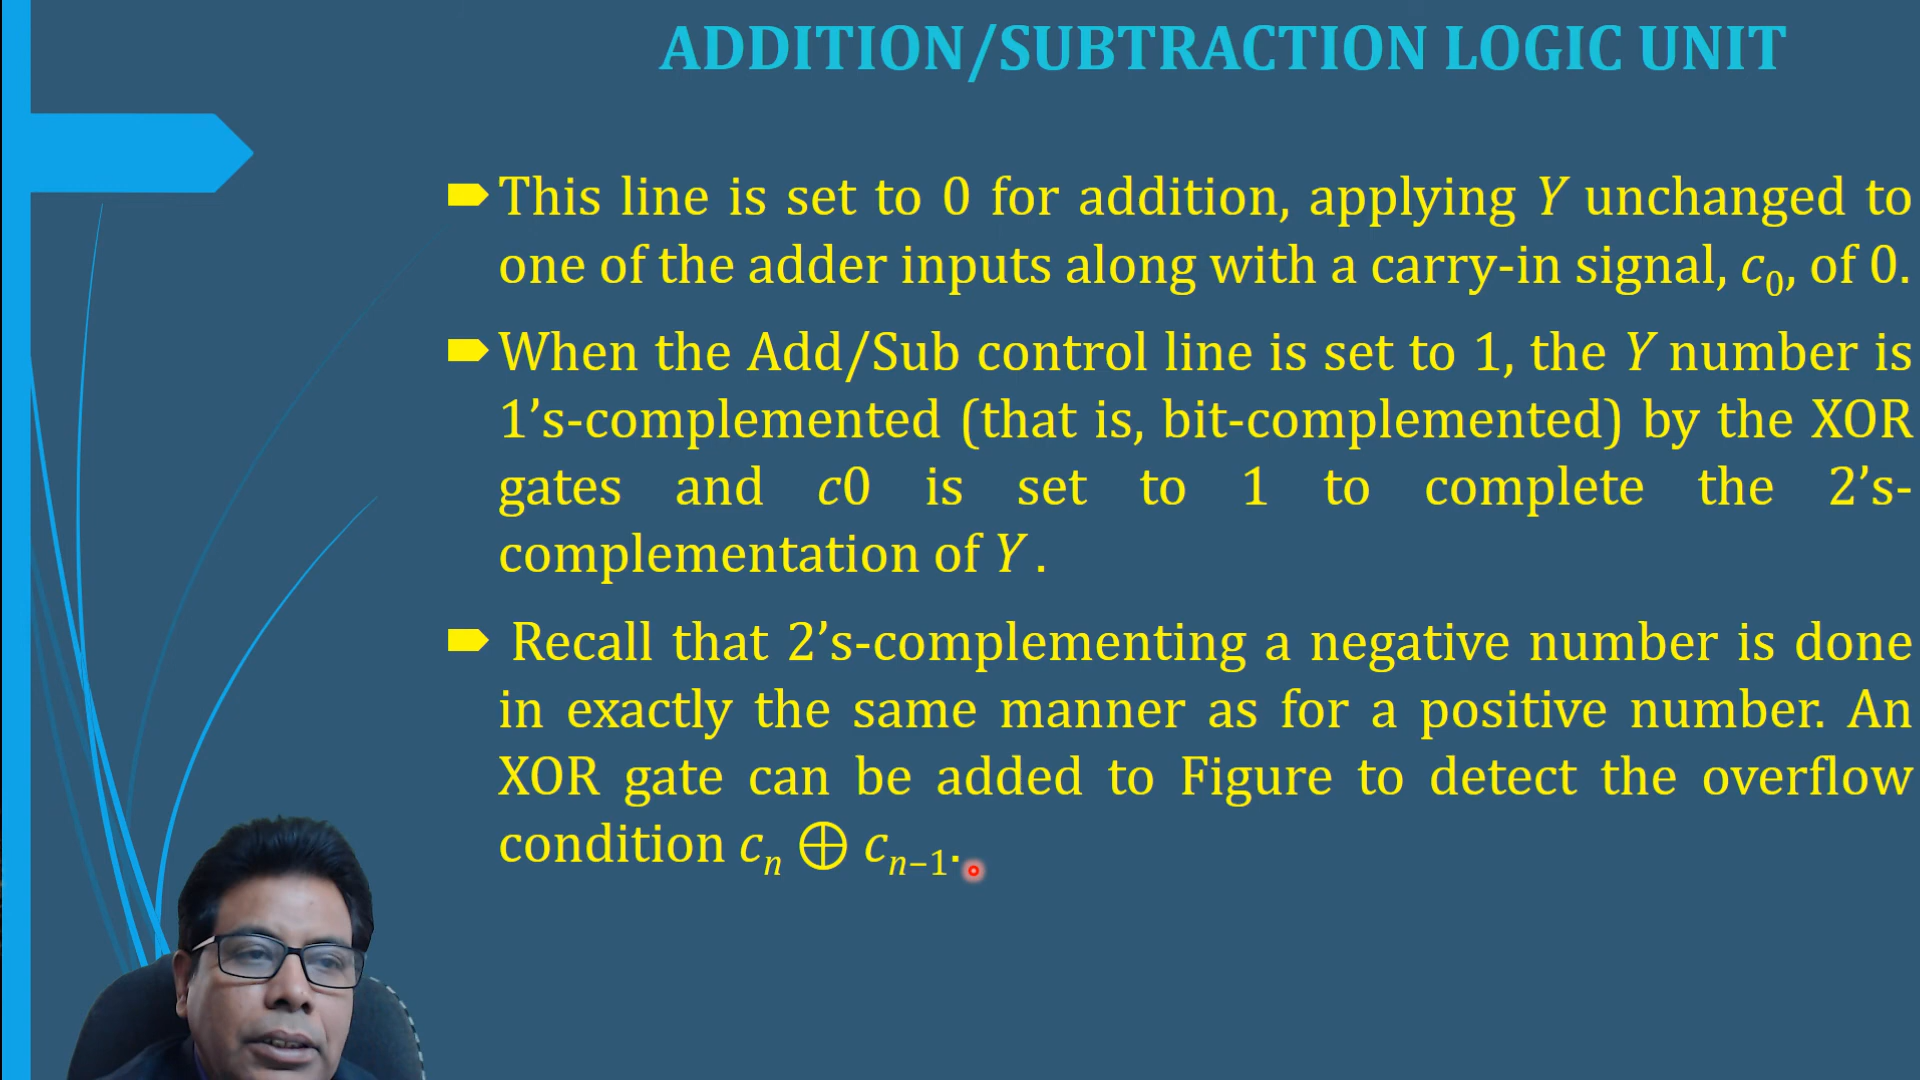 ADDITION/SUBTRACTION LOGIC UNIT
This line is set to 0 for addition, applying Y unchanged to
one of the adder inputs along with a carry-in signal, c₀, of 0.
When the Add/Sub control line is set to 1, the Y number is
1’s-complemented (that is, bit-complemented) by the XOR
gates and c0 is set to 1 to complete the 2’s-
complementation of Y .
Recall that 2’s-complementing a negative number is done
in exactly the same manner as for a positive number. An
XOR gate can be added to Figure to detect the overflow
condition cₙ ⊕ cₙ₋₁.